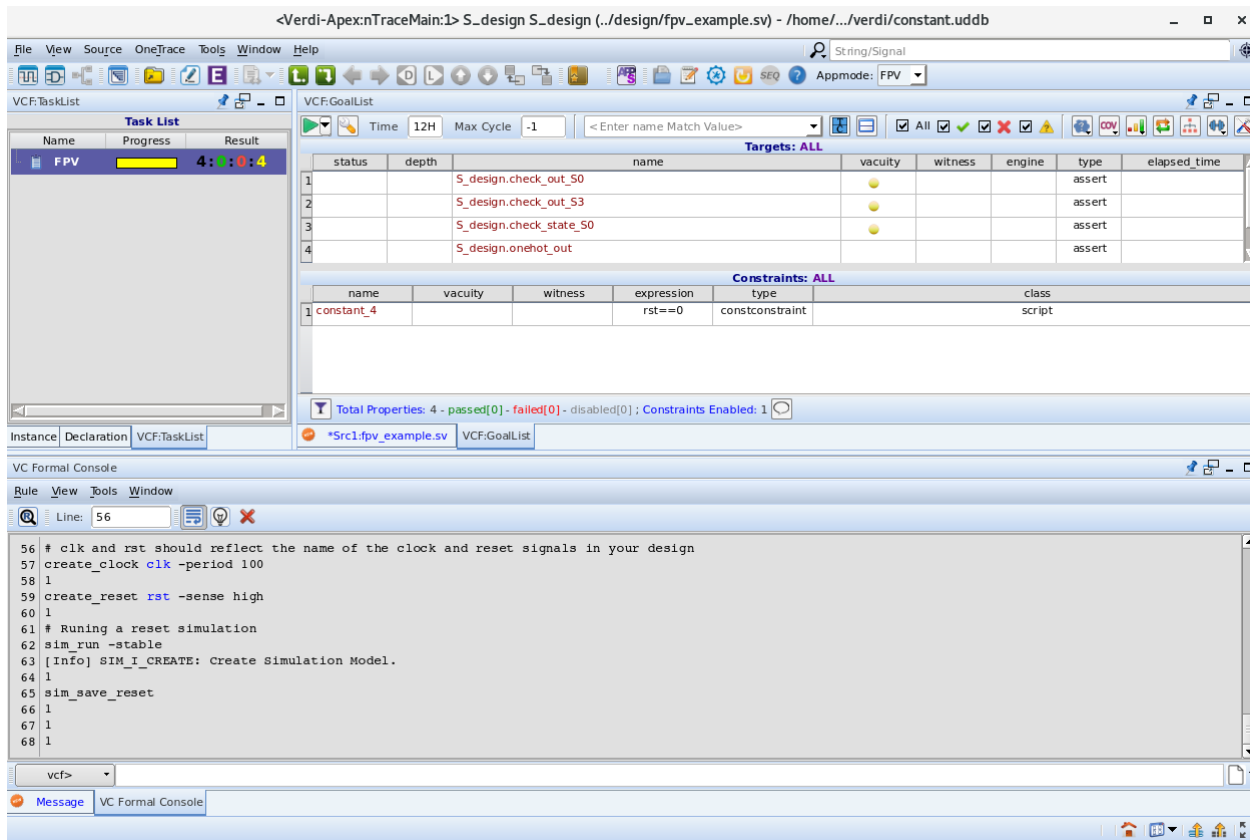 <Verdi-Apex:nTraceMain:1> S_design S_design (../design/fpv_example.sv) - /home/.../verdi/constant.uddb
File View Source OneTrace Tools Window Help
String/Signal
Appmode: FPV
VCF:TaskList
Task List
Name Progress Result
FPV 4:0:0:4
Instance Declaration VCF:TaskList
VCF:GoalList
Time 12H Max Cycle -1 <Enter name Match Value> All
Targets: ALL
status depth name vacuity witness engine type elapsed_time
1 S_design.check_out_S0 assert
2 S_design.check_out_S3 assert
3 S_design.check_state_S0 assert
4 S_design.onehot_out assert
Constraints: ALL
name vacuity witness expression type class
1 constant_4 rst==0 constconstraint script
Total Properties: 4 - passed[0] - failed[0] - disabled[0] ; Constraints Enabled: 1
*Src1:fpv_example.sv VCF:GoalList
VC Formal Console
Rule View Tools Window
Line: 56
56 # clk and rst should reflect the name of the clock and reset signals in your design
57 create_clock clk -period 100
58 1
59 create_reset rst -sense high
60 1
61 # Runing a reset simulation
62 sim_run -stable
63 [Info] SIM_I_CREATE: Create Simulation Model.
64 1
65 sim_save_reset
66 1
67 1
68 1
vcf>
Message VC Formal Console